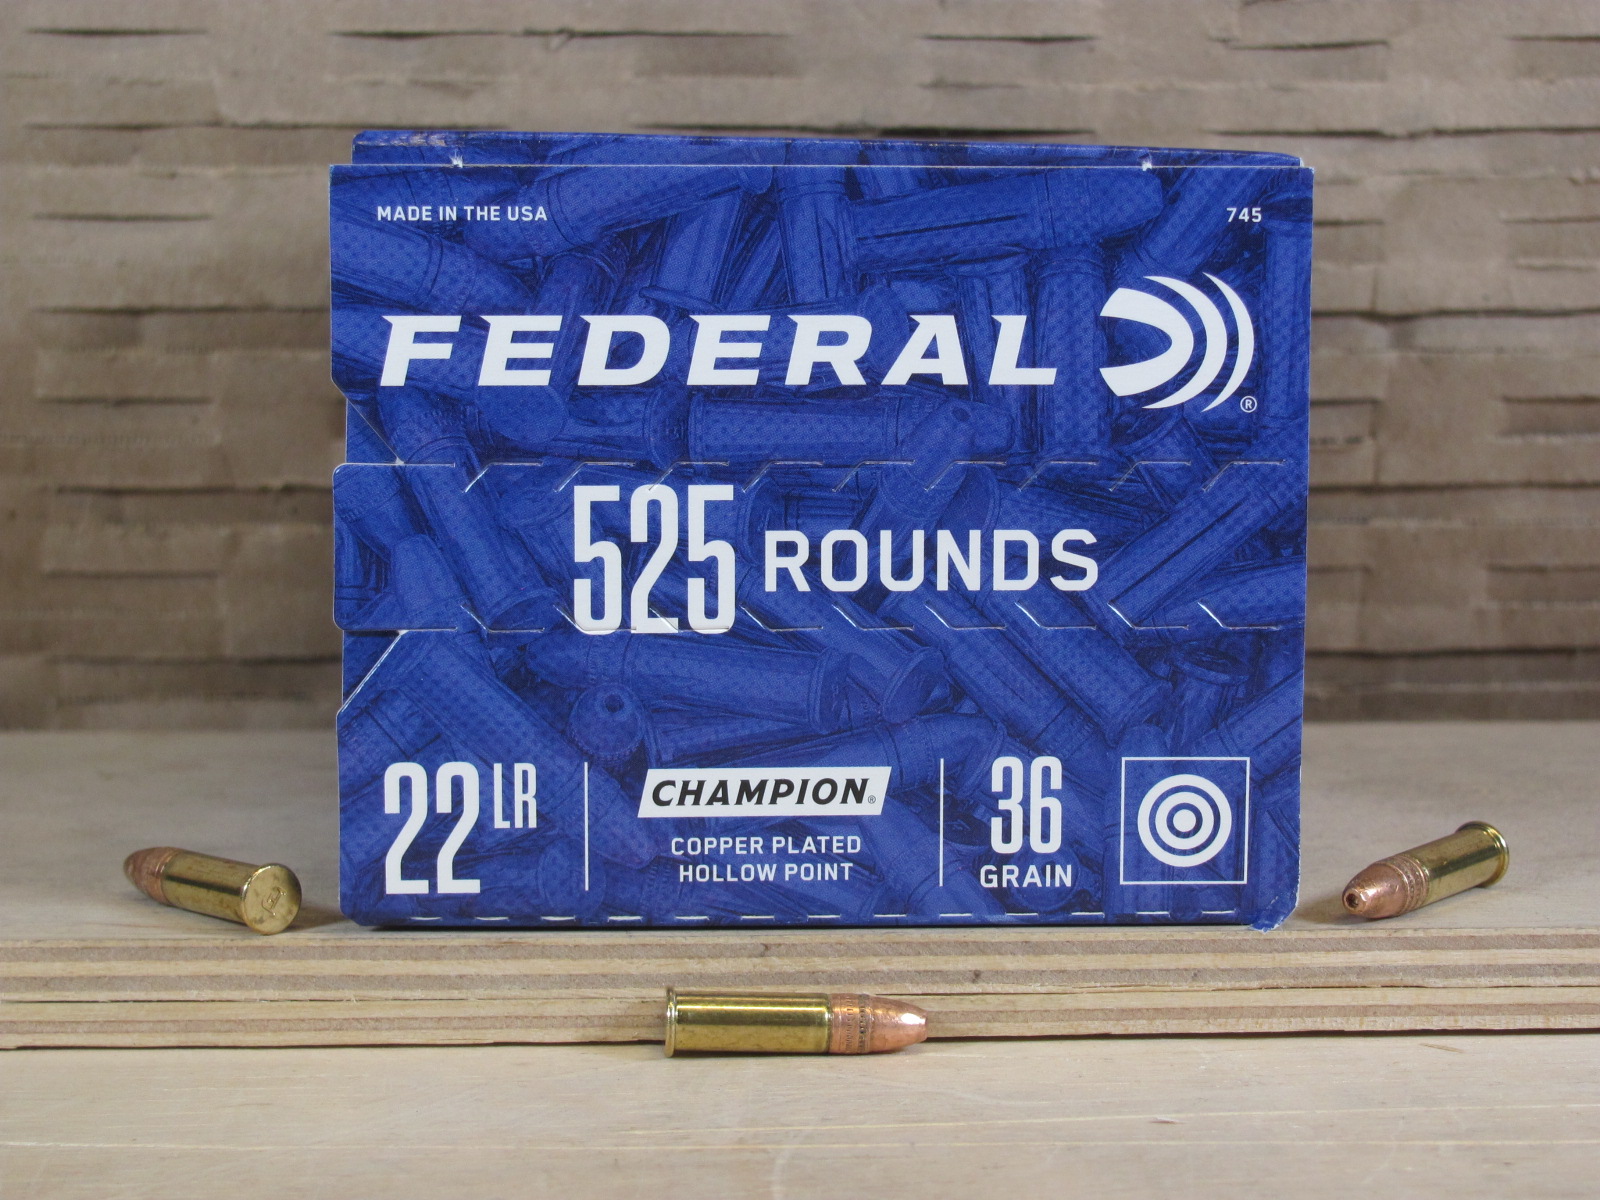 MADE IN THE USA 745
FEDERAL ®
525 ROUNDS
22 LR
CHAMPION®
COPPER PLATED
HOLLOW POINT
36
GRAIN